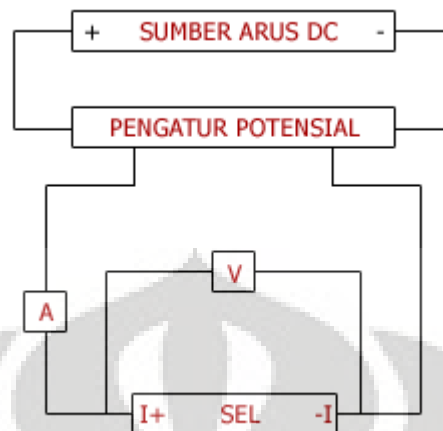 + SUMBER ARUS DC -
PENGATUR POTENSIAL
V
A
I+ SEL -I